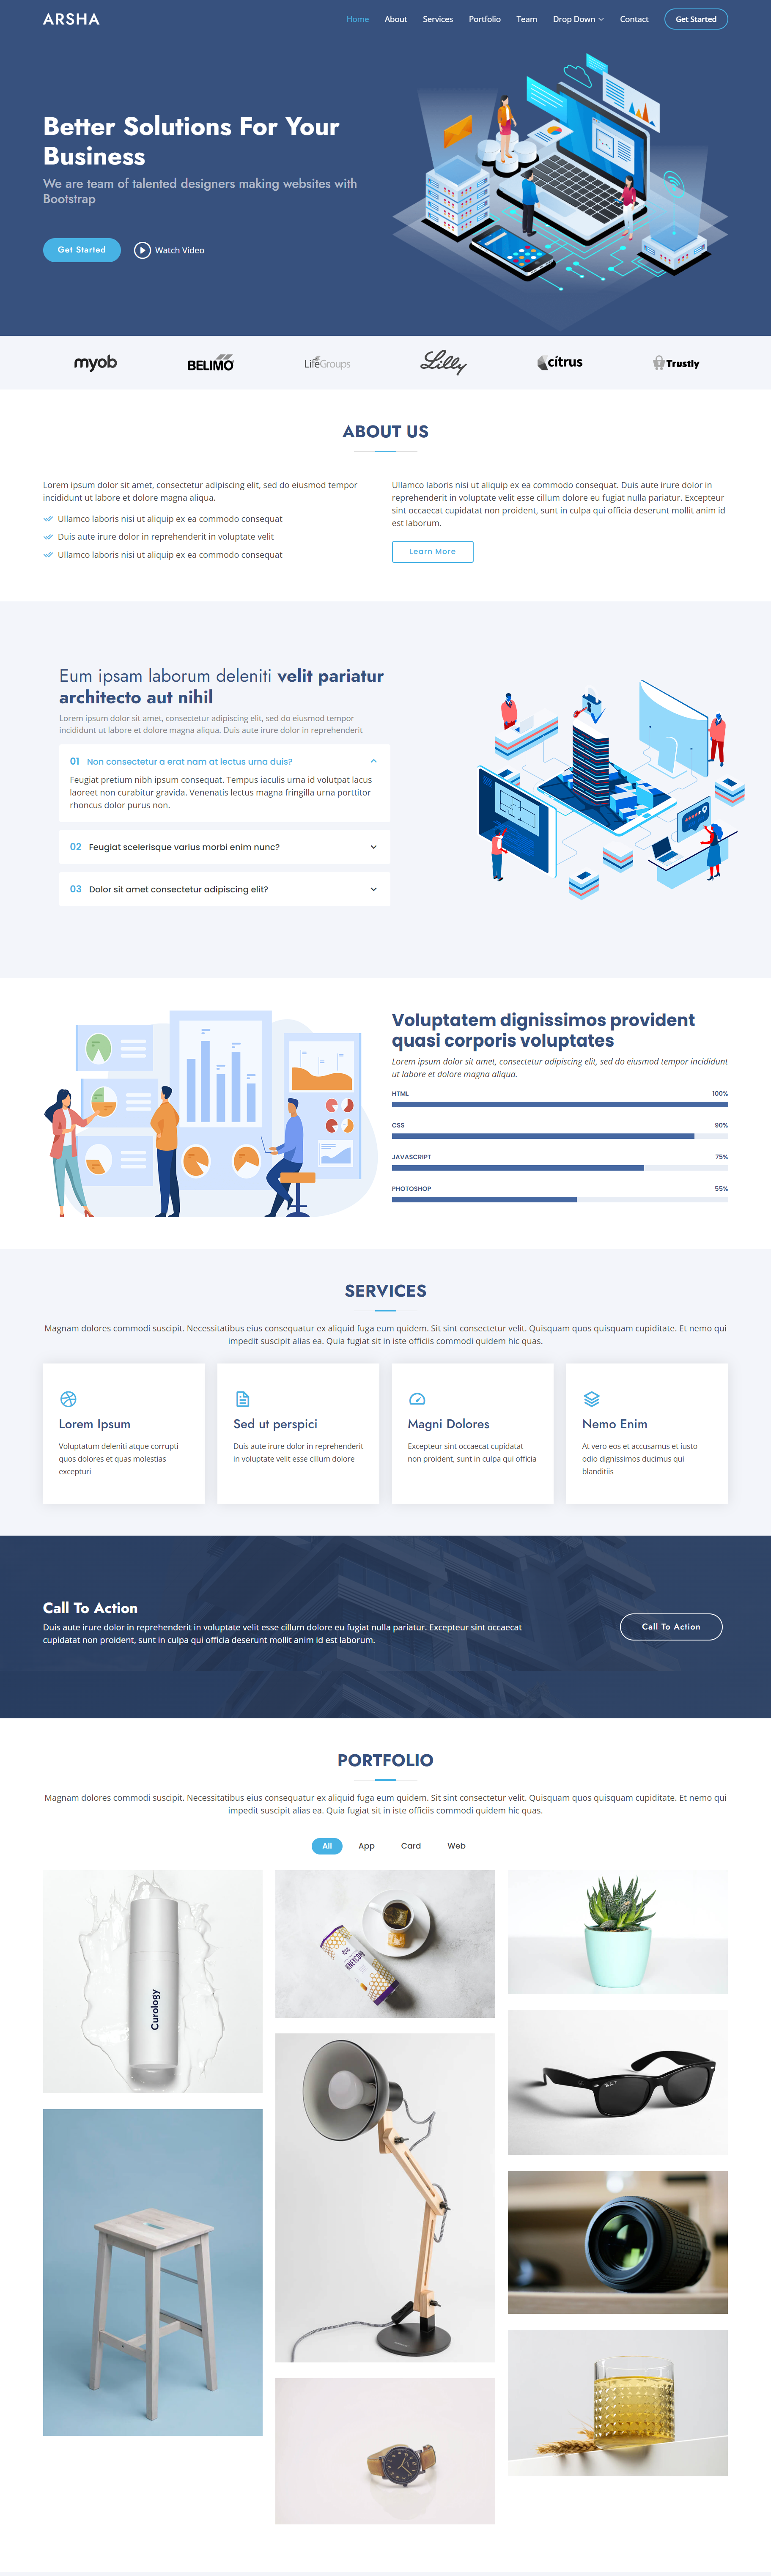 ARSHA
Home About Services Portfolio Team Drop Down Contact Get Started
Better Solutions For Your
Business
We are team of talented designers making websites with
Bootstrap
Get Started Watch Video
myob BELIMO LifeGroups Lilly citrus Trustly
ABOUT US
Lorem ipsum dolor sit amet, consectetur adipiscing elit, sed do eiusmod tempor
incididunt ut labore et dolore magna aliqua.
Ullamco laboris nisi ut aliquip ex ea commodo consequat
Duis aute irure dolor in reprehenderit in voluptate velit
Ullamco laboris nisi ut aliquip ex ea commodo consequat
Ullamco laboris nisi ut aliquip ex ea commodo consequat. Duis aute irure dolor in
reprehenderit in voluptate velit esse cillum dolore eu fugiat nulla pariatur. Excepteur
sint occaecat cupidatat non proident, sunt in culpa qui officia deserunt mollit anim id
est laborum.
Learn More
Eum ipsam laborum deleniti velit pariatur
architecto aut nihil
Lorem ipsum dolor sit amet, consectetur adipiscing elit, sed do eiusmod tempor
incididunt ut labore et dolore magna aliqua. Duis aute irure dolor in reprehenderit
01 Non consectetur a erat nam at lectus urna duis?
Feugiat pretium nibh ipsum consequat. Tempus iaculis urna id volutpat lacus
laoreet non curabitur gravida. Venenatis lectus magna fringilla urna porttitor
rhoncus dolor purus non.
02 Feugiat scelerisque varius morbi enim nunc?
03 Dolor sit amet consectetur adipiscing elit?
Voluptatem dignissimos provident
quasi corporis voluptates
Lorem ipsum dolor sit amet, consectetur adipiscing elit, sed do eiusmod tempor incididunt
ut labore et dolore magna aliqua.
HTML 100%
CSS 90%
JAVASCRIPT 75%
PHOTOSHOP 55%
SERVICES
Magnam dolores commodi suscipit. Necessitatibus eius consequatur ex aliquid fuga eum quidem. Sit sint consectetur velit. Quisquam quos quisquam cupiditate. Et nemo qui
impedit suscipit alias ea. Quia fugiat sit in iste officiis commodi quidem hic quas.
Lorem Ipsum
Voluptatum deleniti atque corrupti
quos dolores et quas molestias
excepturi
Sed ut perspici
Duis aute irure dolor in reprehenderit
in voluptate velit esse cillum dolore
Magni Dolores
Excepteur sint occaecat cupidatat
non proident, sunt in culpa qui officia
Nemo Enim
At vero eos et accusamus et iusto
odio dignissimos ducimus qui
blanditiis
Call To Action
Duis aute irure dolor in reprehenderit in voluptate velit esse cillum dolore eu fugiat nulla pariatur. Excepteur sint occaecat
cupidatat non proident, sunt in culpa qui officia deserunt mollit anim id est laborum.
Call To Action
PORTFOLIO
Magnam dolores commodi suscipit. Necessitatibus eius consequatur ex aliquid fuga eum quidem. Sit sint consectetur velit. Quisquam quos quisquam cupiditate. Et nemo qui
impedit suscipit alias ea. Quia fugiat sit in iste officiis commodi quidem hic quas.
All App Card Web
Curology